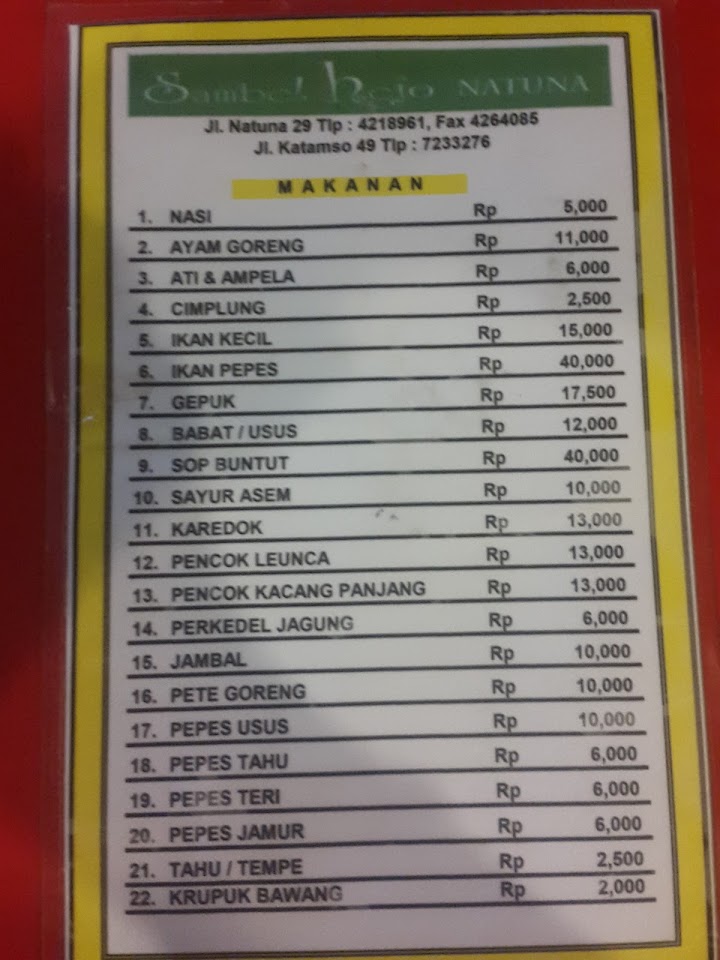 Sambel Hejo NATUNA
Jl. Natuna 29 Tlp : 4218961, Fax 4264085
Jl. Katamso 49 Tlp : 7233276
MAKANAN
1. NASI Rp 5,000
2. AYAM GORENG Rp 11,000
3. ATI & AMPELA Rp 6,000
4. CIMPLUNG Rp 2,500
5. IKAN KECIL Rp 15,000
6. IKAN PEPES Rp 40,000
7. GEPUK Rp 17,500
8. BABAT / USUS Rp 12,000
9. SOP BUNTUT Rp 40,000
10. SAYUR ASEM Rp 10,000
11. KAREDOK Rp 13,000
12. PENCOK LEUNCA Rp 13,000
13. PENCOK KACANG PANJANG Rp 13,000
14. PERKEDEL JAGUNG Rp 6,000
15. JAMBAL Rp 10,000
16. PETE GORENG Rp 10,000
17. PEPES USUS Rp 10,000
18. PEPES TAHU Rp 6,000
19. PEPES TERI Rp 6,000
20. PEPES JAMUR Rp 6,000
21. TAHU / TEMPE Rp 2,500
22. KRUPUK BAWANG Rp 2,000